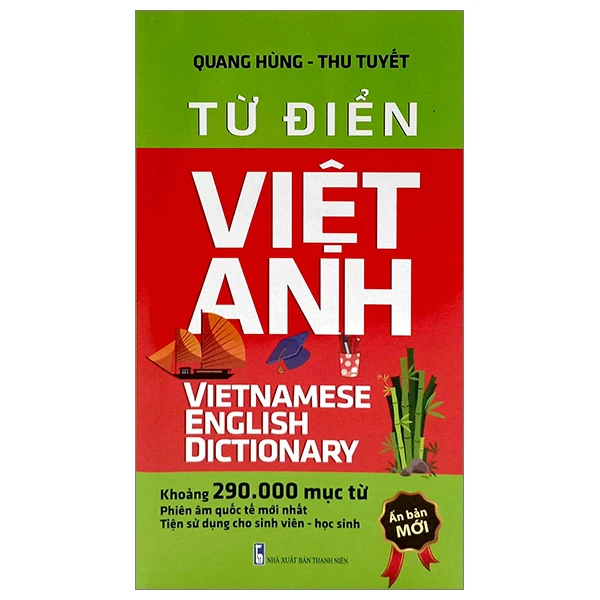 QUANG HÙNG - THU TUYẾT
TỪ ĐIỂN
VIỆT
ANH
VIETNAMESE
ENGLISH
DICTIONARY
Khoảng 290.000 mục từ
Phiên âm quốc tế mới nhất
Tiện sử dụng cho sinh viên - học sinh
Ấn bản
MỚI
NHÀ XUẤT BẢN THANH NIÊN